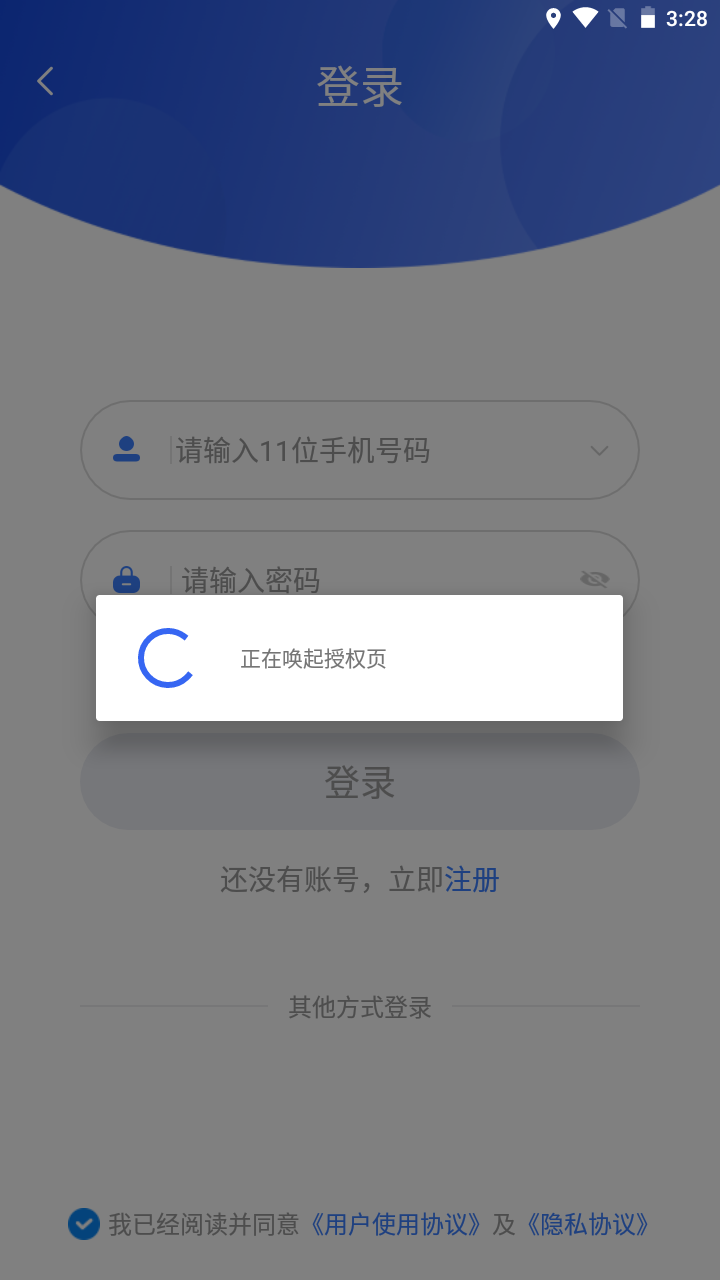 3:28
登录
请输入11位手机号码
请输入密码
正在唤起授权页
登录
还没有账号，立即注册
其他方式登录
我已经阅读并同意《用户使用协议》及《隐私协议》